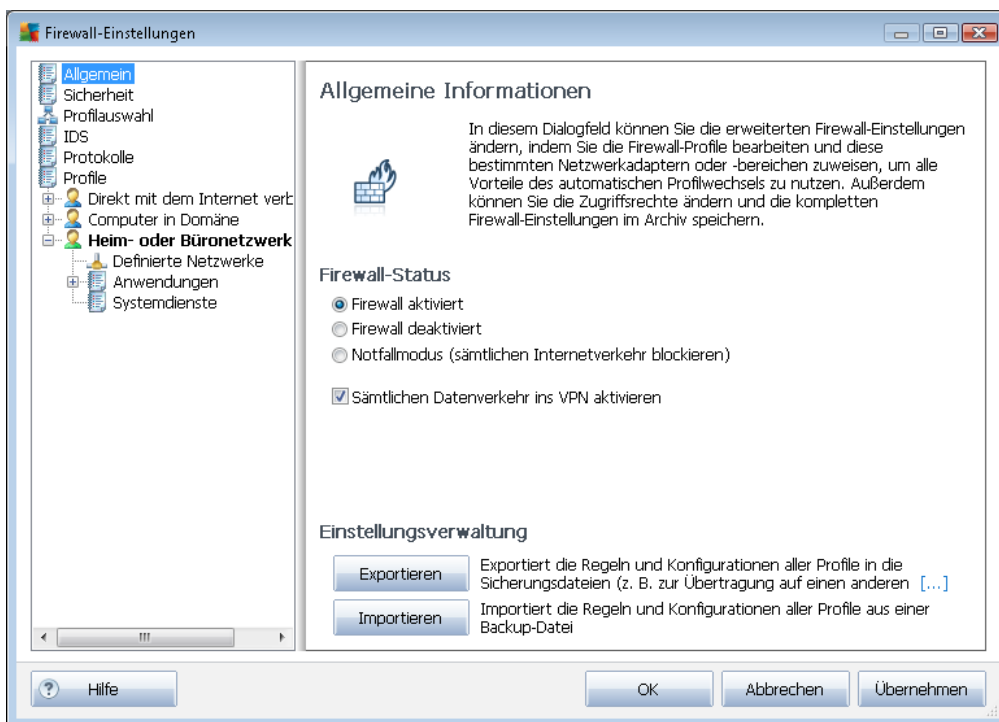 Firewall-Einstellungen
Allgemein
Sicherheit
Profilauswahl
IDS
Protokolle
Profile
Direkt mit dem Internet verb
Computer in Domäne
Heim- oder Büronetzwerk
Definierte Netzwerke
Anwendungen
Systemdienste
Allgemeine Informationen
In diesem Dialogfeld können Sie die erweiterten Firewall-Einstellungen
ändern, indem Sie die Firewall-Profile bearbeiten und diese
bestimmten Netzwerkadaptern oder -bereichen zuweisen, um alle
Vorteile des automatischen Profilwechsels zu nutzen. Außerdem
können Sie die Zugriffsrechte ändern und die kompletten
Firewall-Einstellungen im Archiv speichern.
Firewall-Status
Firewall aktiviert
Firewall deaktiviert
Notfallmodus (sämtlichen Internetverkehr blockieren)
Sämtlichen Datenverkehr ins VPN aktivieren
Einstellungsverwaltung
Exportieren
Exportiert die Regeln und Konfigurationen aller Profile in die
Sicherungsdateien (z. B. zur Übertragung auf einen anderen [...]
Importieren
Importiert die Regeln und Konfigurationen aller Profile aus einer
Backup-Datei
? Hilfe
OK
Abbrechen
Übernehmen